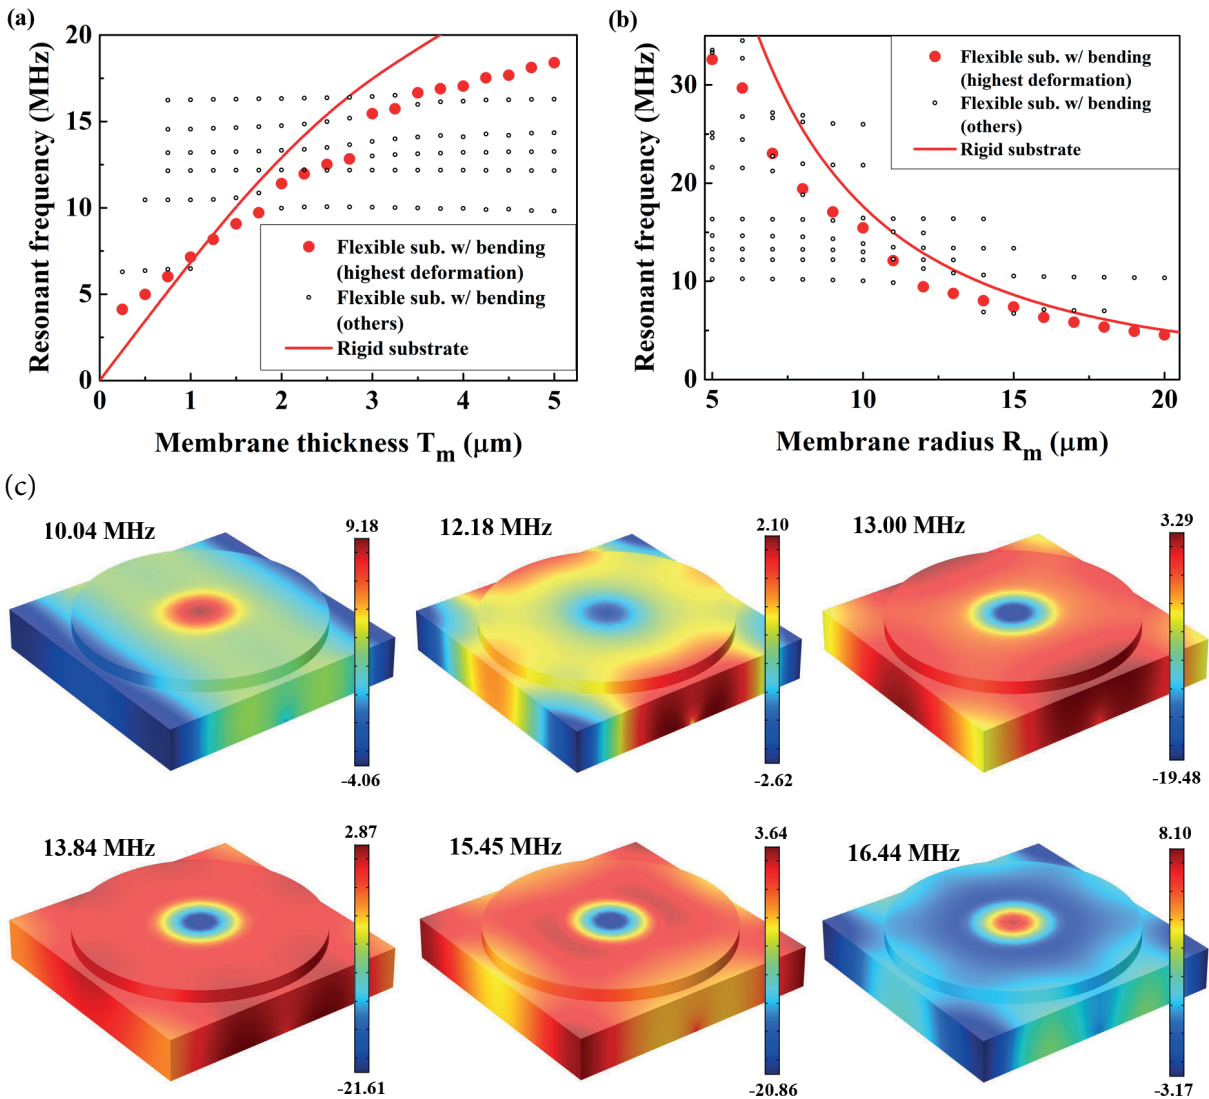 (a)
Resonant frequency (MHz)
20
15
10
5
0
0 1 2 3 4 5
Membrane thickness Tm (μm)
Flexible sub. w/ bending
(highest deformation)
Flexible sub. w/ bending
(others)
Rigid substrate
(b)
Resonant frequency (MHz)
30
20
10
0
5 10 15 20
Membrane radius Rm (μm)
Flexible sub. w/ bending
(highest deformation)
Flexible sub. w/ bending
(others)
Rigid substrate
(c)
10.04 MHz
9.18
-4.06
12.18 MHz
2.10
-2.62
13.00 MHz
3.29
-19.48
13.84 MHz
2.87
-21.61
15.45 MHz
3.64
-20.86
16.44 MHz
8.10
-3.17